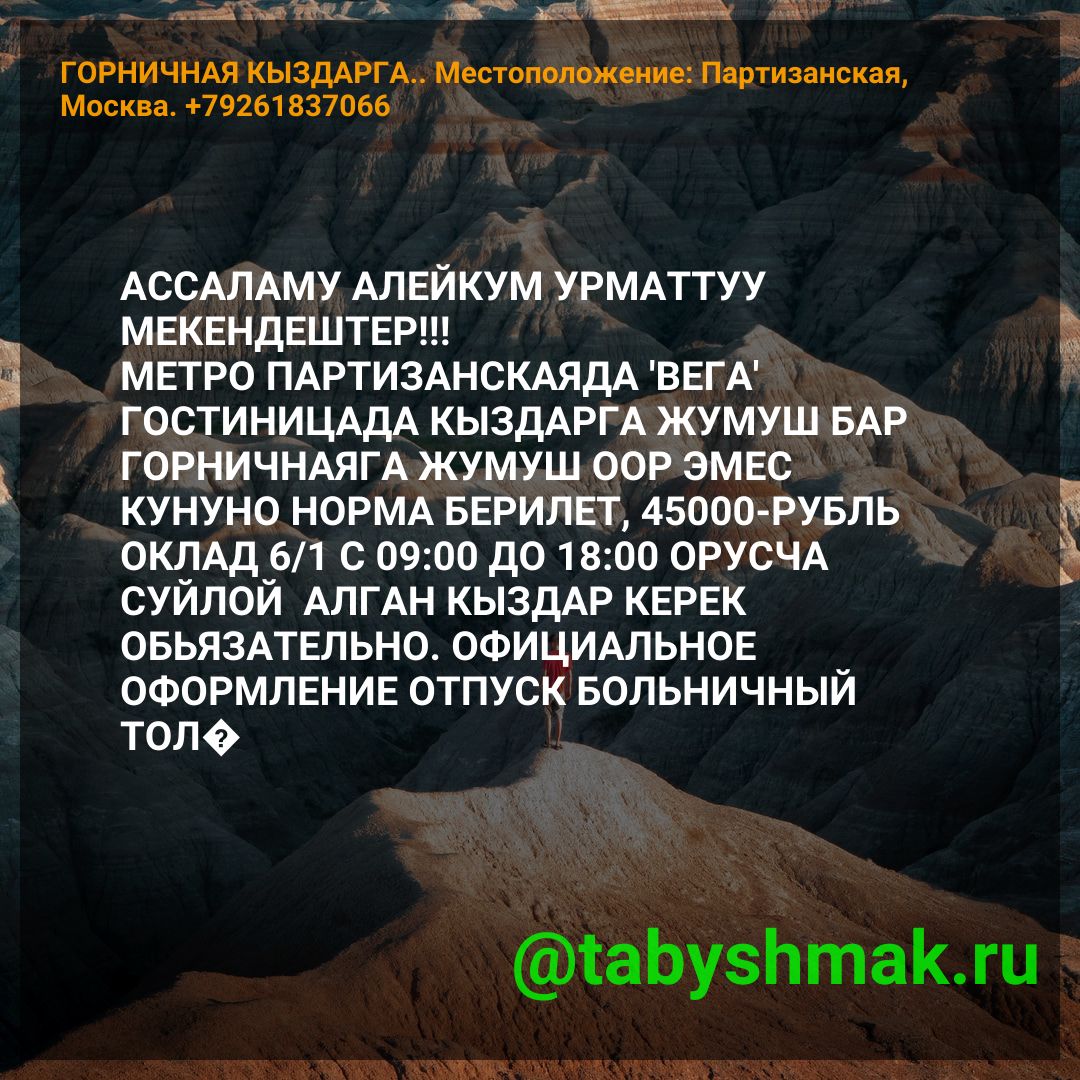 ГОРНИЧНАЯ КЫЗДАРГА.. Местоположение: Партизанская,
Москва. +79261837066
АССАЛАМУ АЛЕЙКУМ УРМАТТУУ
МЕКЕНДЕШТЕР!!!
МЕТРО ПАРТИЗАНСКАЯДА 'ВЕГА'
ГОСТИНИЦАДА КЫЗДАРГА ЖУМУШ БАР
ГОРНИЧНАЯГА ЖУМУШ ООР ЭМЕС
КУНУНО НОРМА БЕРИЛЕТ, 45000-РУБЛЬ
ОКЛАД 6/1 С 09:00 ДО 18:00 ОРУСЧА
СУЙЛОЙ  АЛГАН КЫЗДАР КЕРЕК
ОБЬЯЗАТЕЛЬНО. ОФИЦИАЛЬНОЕ
ОФОРМЛЕНИЕ ОТПУСК БОЛЬНИЧНЫЙ
ТОЛ�
@tabyshmak.ru